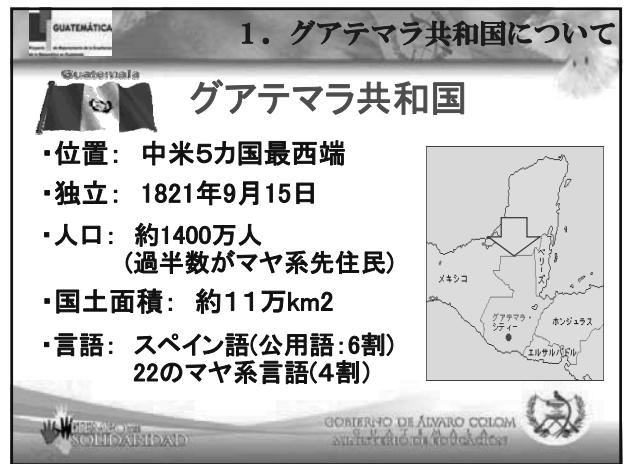 GUATEMÁTICA
1. グアテマラ共和国について
Guatemala
グアテマラ共和国
・位置： 中米5カ国最西端
・独立： 1821年9月15日
・人口： 約1400万人
(過半数がマヤ系先住民)
・国土面積： 約１１万km2
・言語： スペイン語(公用語：6割)
22のマヤ系言語(４割)
メキシコ
ベリーズ
グアテマラ・
シティー
ホンジュラス
エルサルバドル
TIEMPO DE
SOLIDARIDAD
GOBIERNO DE ÁLVARO COLOM
GUATEMALA
MINISTERIO DE EDUCACIÓN